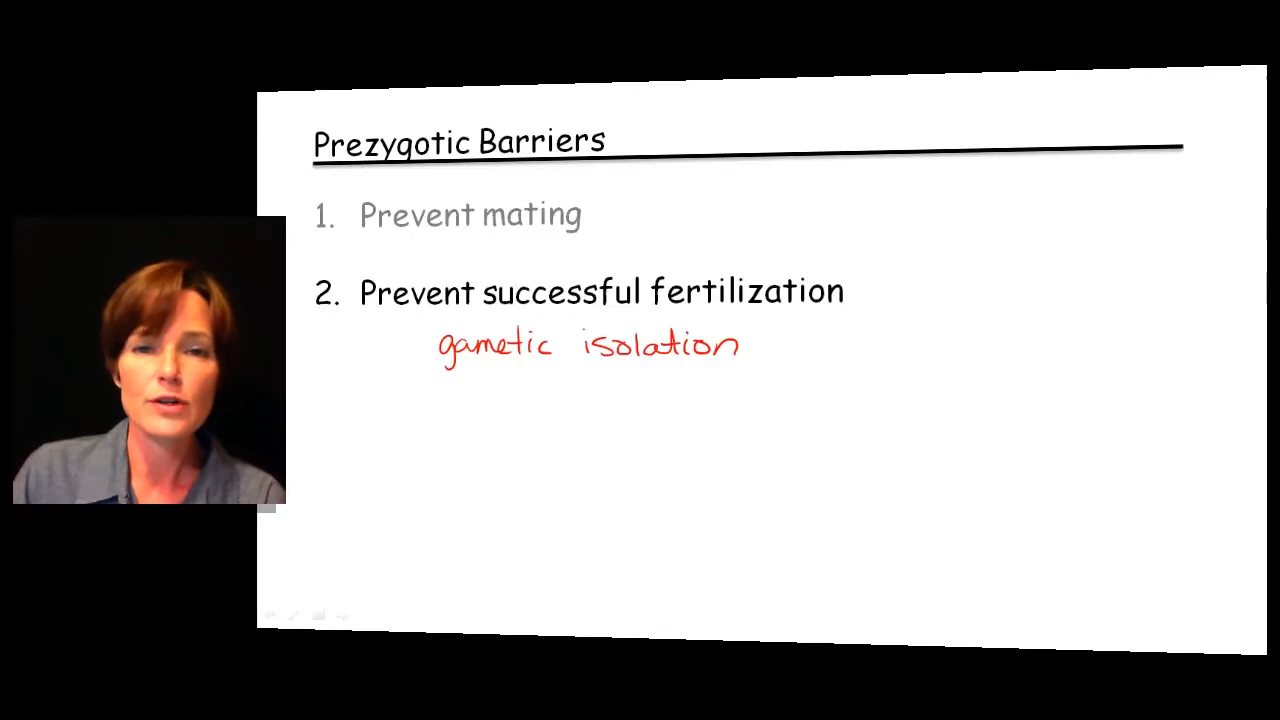 Prezygotic Barriers
1. Prevent mating
2. Prevent successful fertilization
gametic isolation